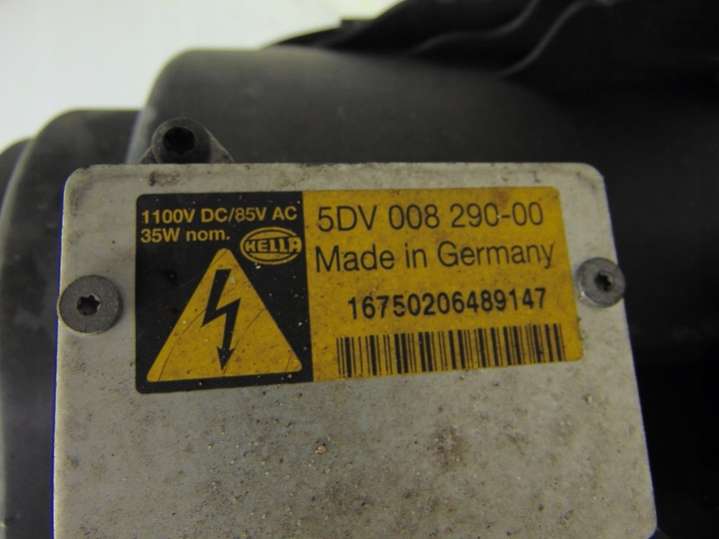 1100V DC/85V AC
35W nom.
HELLA
5DV 008 290-00
Made in Germany
16750206489147